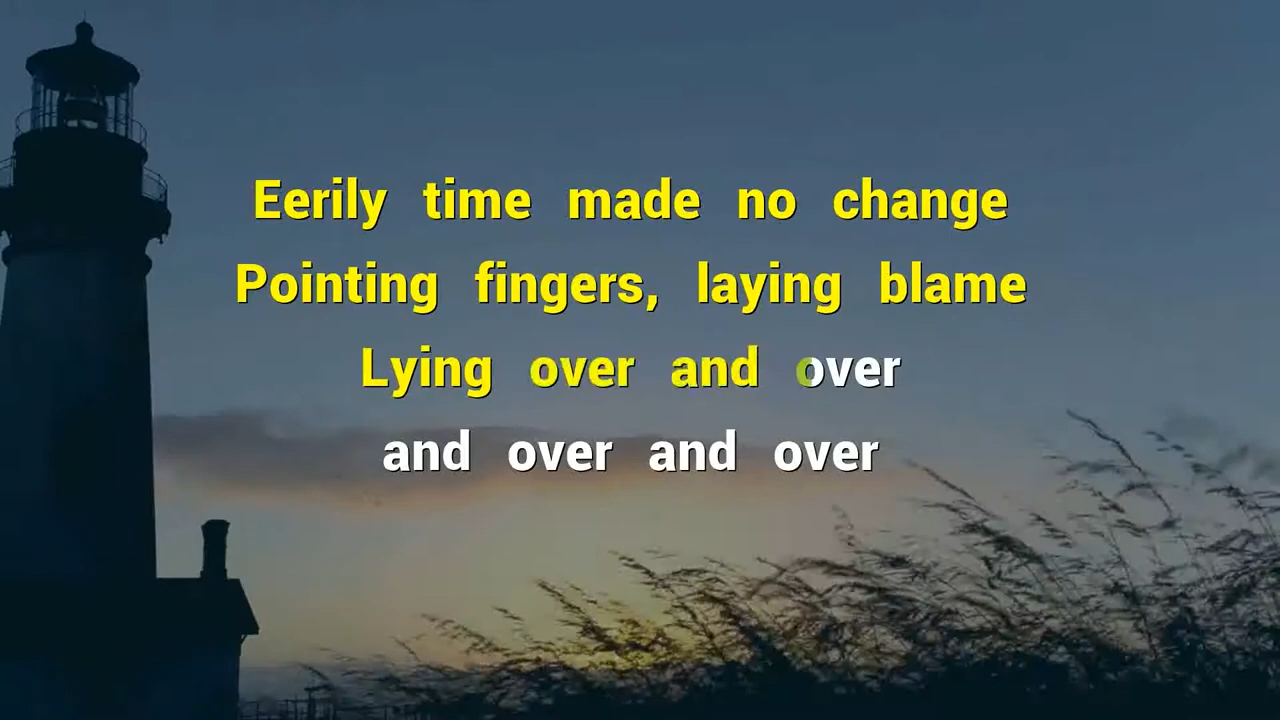 Eerily time made no change
Pointing fingers, laying blame
Lying over and over
and over and over